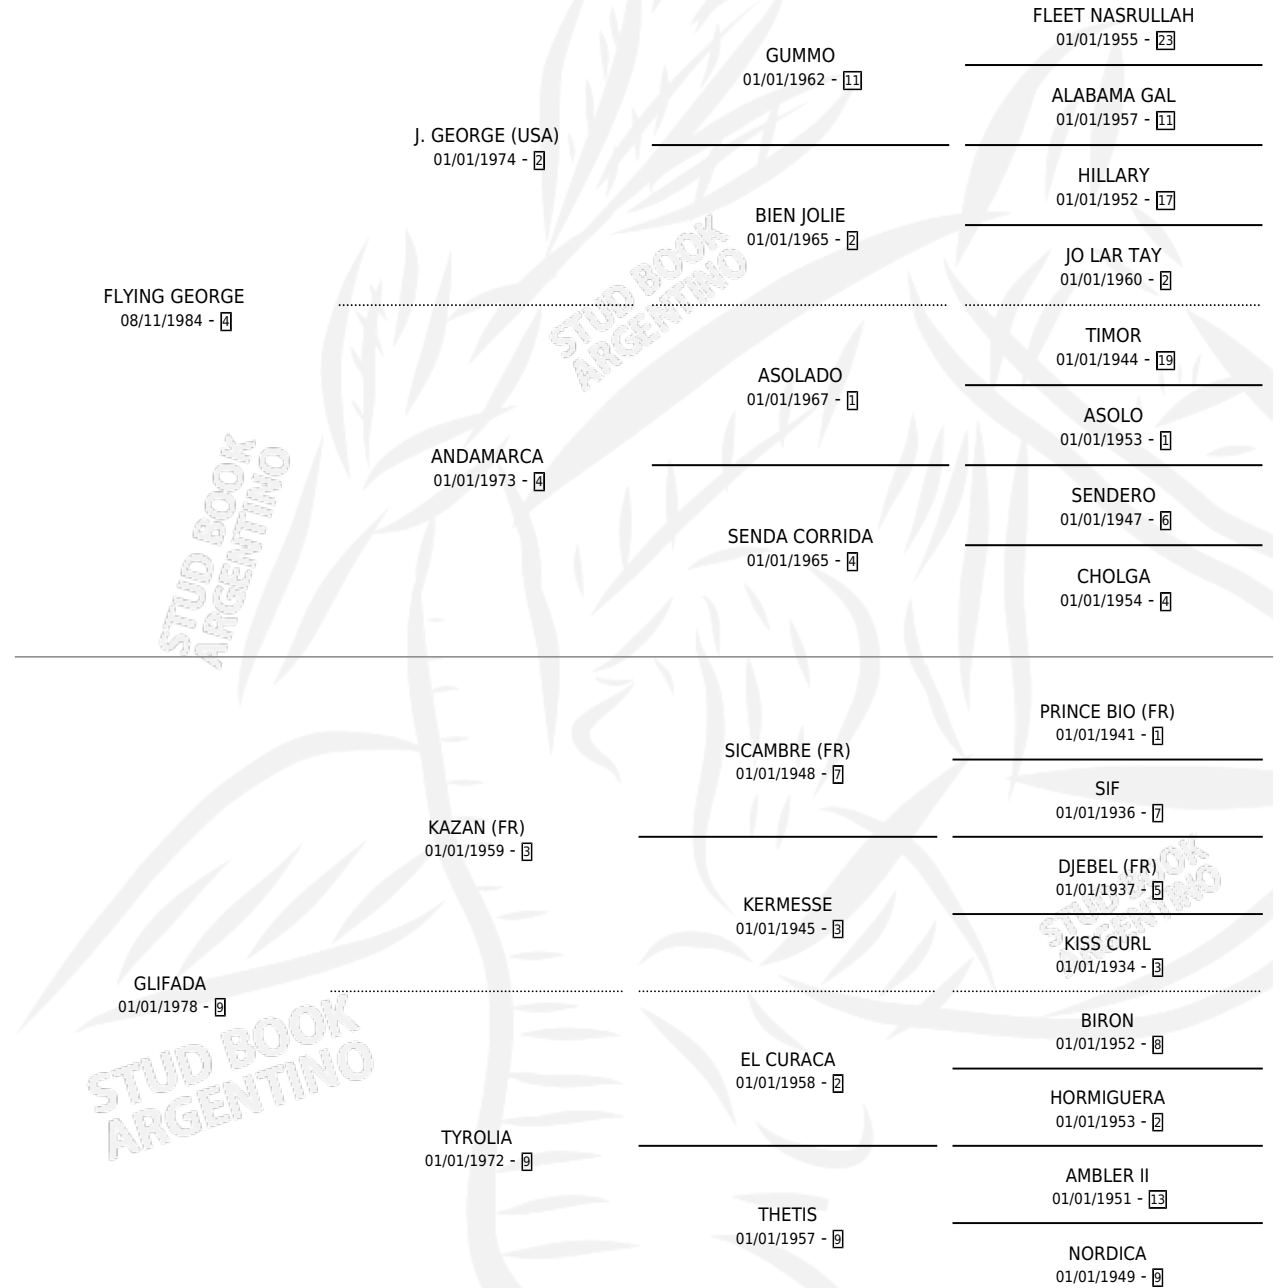 FLEET NASRULLAH
01/01/1955 - 23
GUMMO
01/01/1962 - 11
ALABAMA GAL
01/01/1957 - 11
J. GEORGE (USA)
01/01/1974 - 2
HILLARY
01/01/1952 - 17
BIEN JOLIE
01/01/1965 - 2
JO LAR TAY
01/01/1960 - 2
FLYING GEORGE
08/11/1984 - 4
TIMOR
01/01/1944 - 19
ASOLADO
01/01/1967 - 1
ASOLO
01/01/1953 - 1
ANDAMARCA
01/01/1973 - 4
SENDERO
01/01/1947 - 6
SENDA CORRIDA
01/01/1965 - 4
CHOLGA
01/01/1954 - 4
STUD BOOK
ARGENTINO
STUD BOOK
ARGENTINO
PRINCE BIO (FR)
01/01/1941 - 1
SICAMBRE (FR)
01/01/1948 - 7
SIF
01/01/1936 - 7
KAZAN (FR)
01/01/1959 - 3
DJEBEL (FR)
01/01/1937 - 5
KERMESSE
01/01/1945 - 3
KISS CURL
01/01/1934 - 3
GLIFADA
01/01/1978 - 9
BIRON
01/01/1952 - 8
EL CURACA
01/01/1958 - 2
HORMIGUERA
01/01/1953 - 2
TYROLIA
01/01/1972 - 9
AMBLER II
01/01/1951 - 13
THETIS
01/01/1957 - 9
NORDICA
01/01/1949 - 9
STUD BOOK
ARGENTINO
STUD BOOK
ARGENTINO